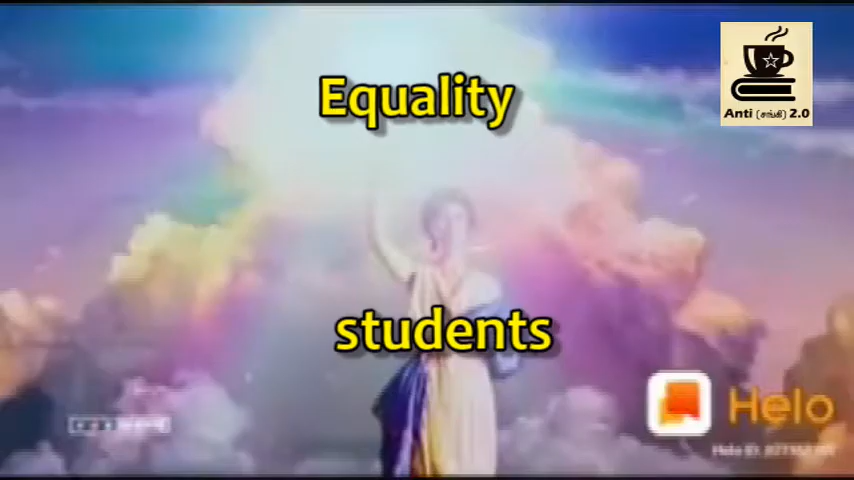 Equality
Anti (சங்கி) 2.0
students
Helo